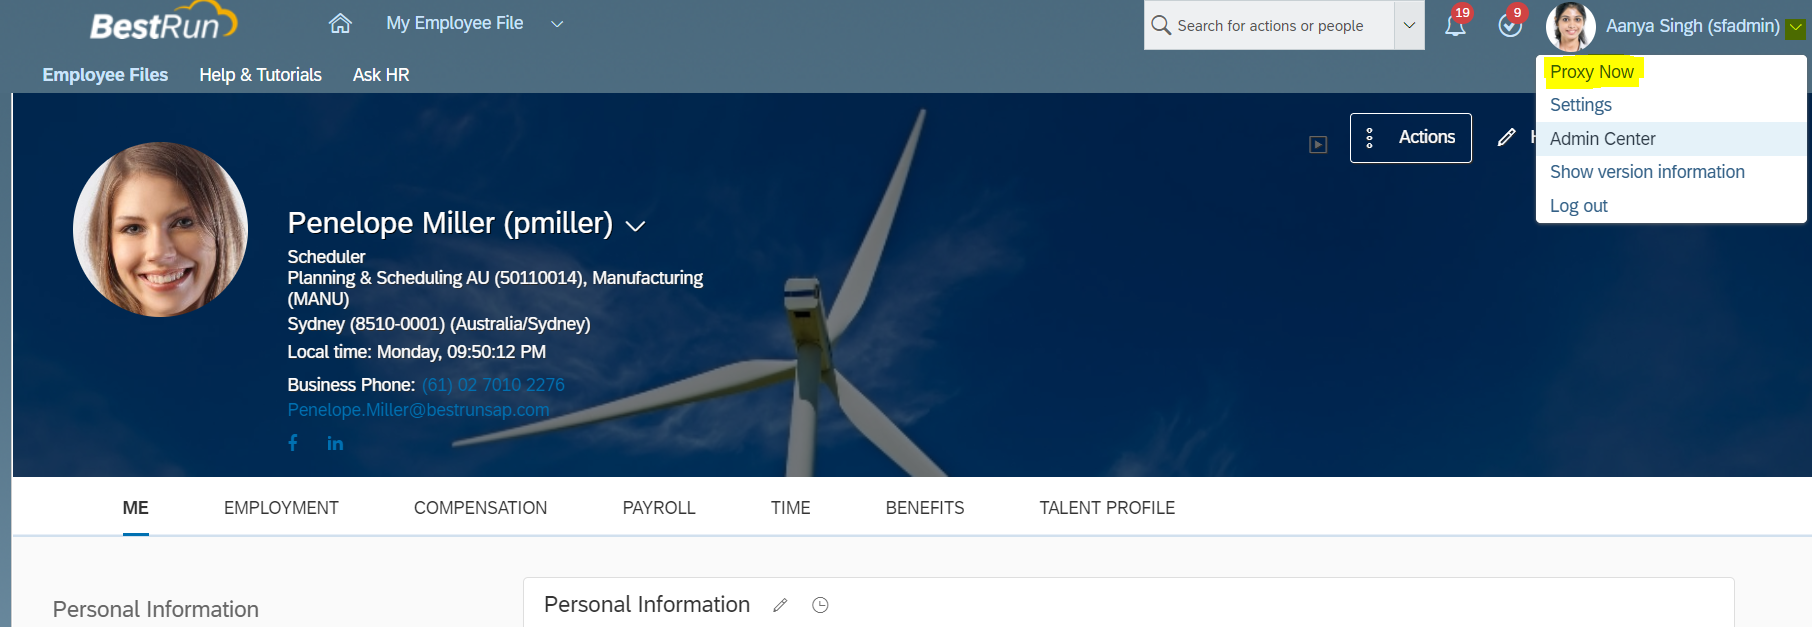 BestRun
My Employee File
Search for actions or people
19
9
Aanya Singh (sfadmin)
Employee Files
Help & Tutorials
Ask HR
Proxy Now
Settings
Admin Center
Show version information
Log out
Actions
H
Penelope Miller (pmiller)
Scheduler
Planning & Scheduling AU (50110014), Manufacturing
(MANU)
Sydney (8510-0001) (Australia/Sydney)
Local time: Monday, 09:50:12 PM
Business Phone: (61) 02 7010 2276
Penelope.Miller@bestrunsap.com
f
in
ME
EMPLOYMENT
COMPENSATION
PAYROLL
TIME
BENEFITS
TALENT PROFILE
Personal Information
Personal Information